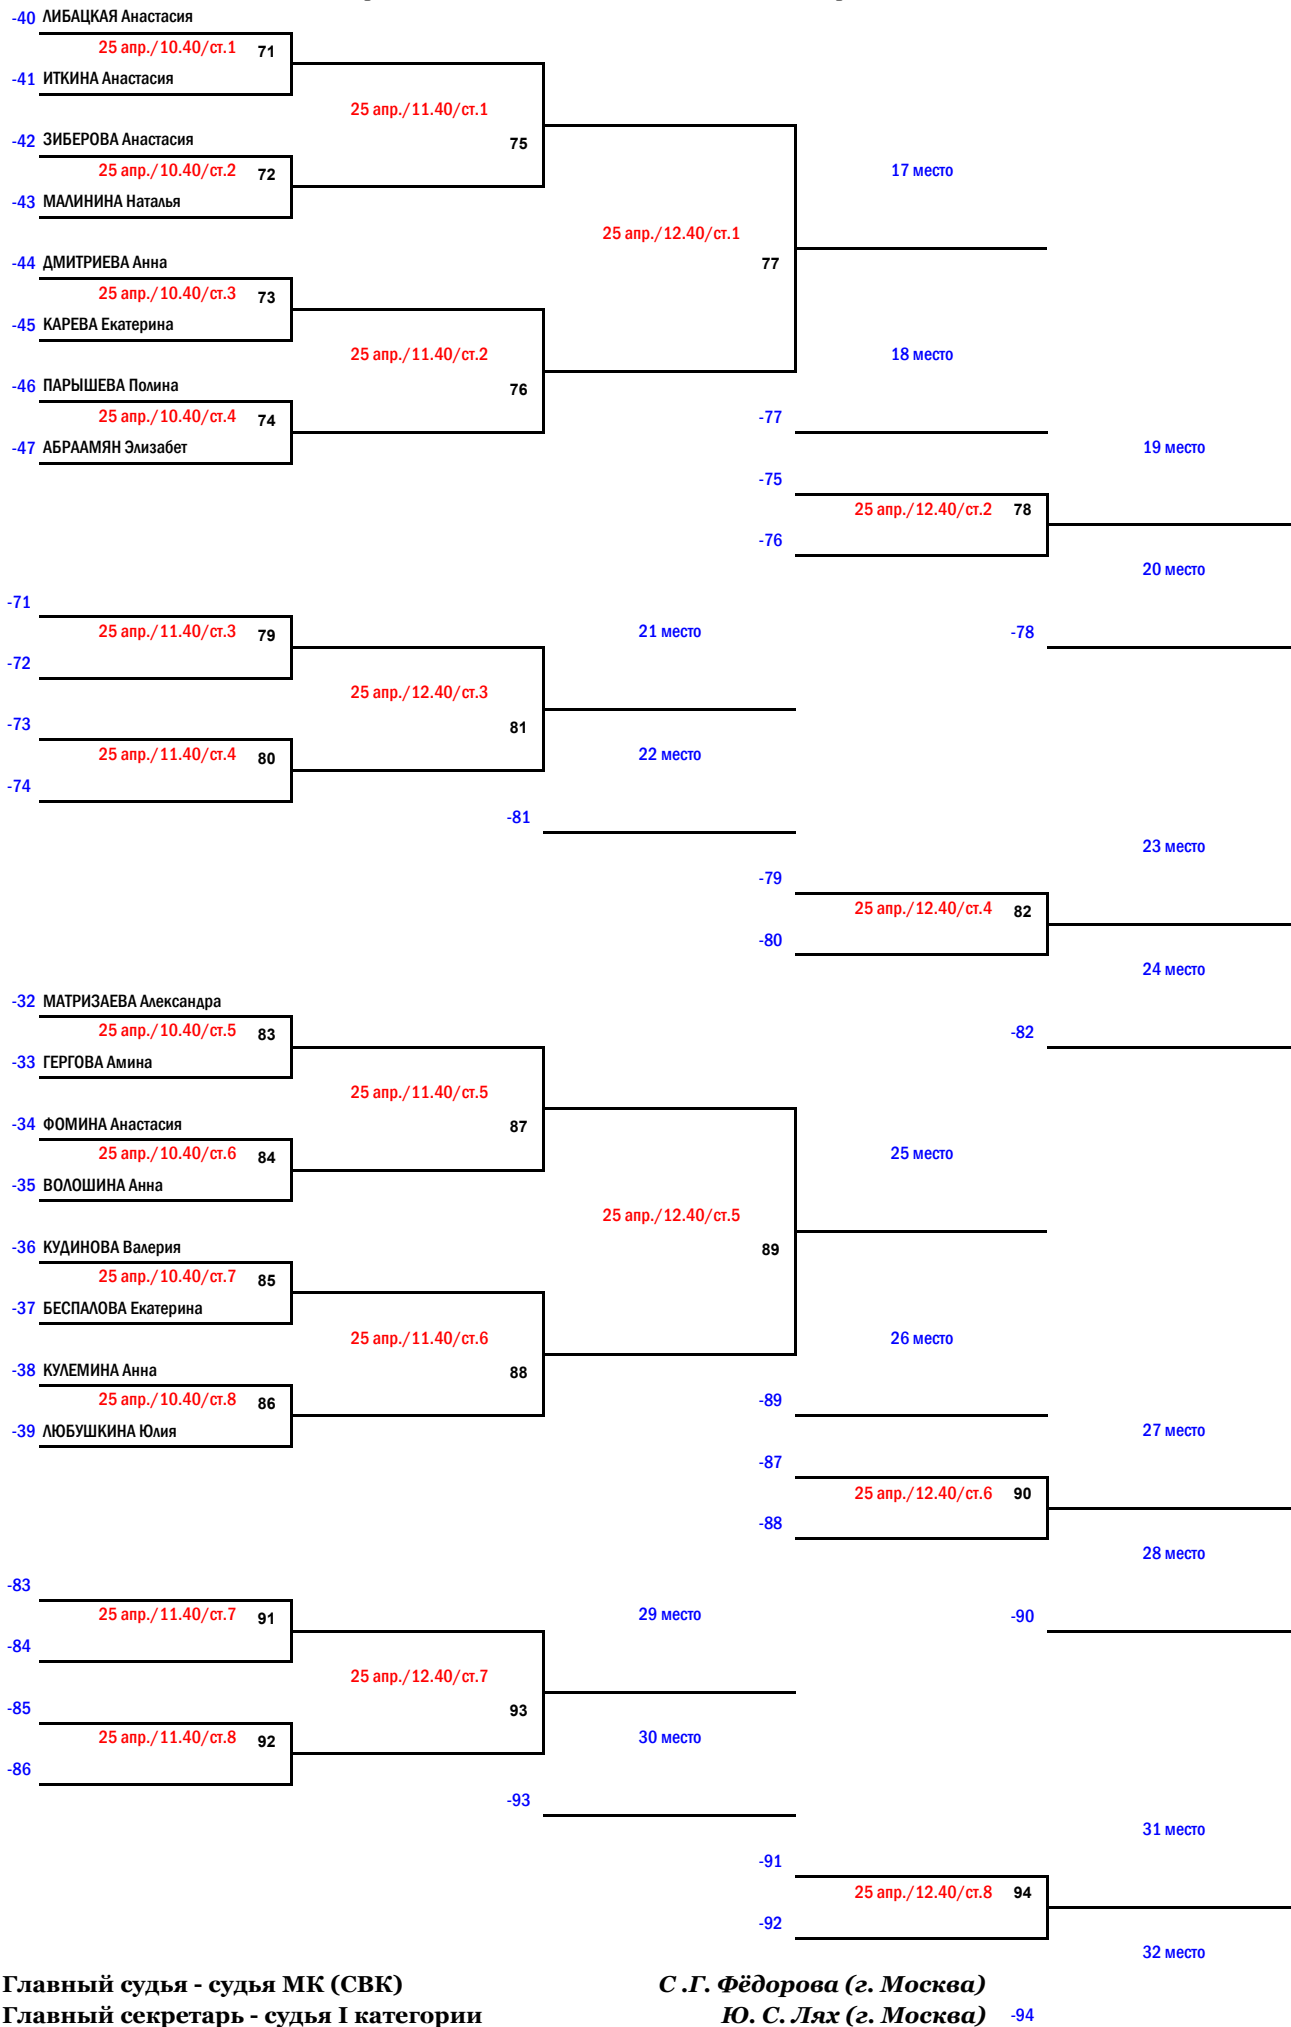 -40 ЛИБАЦКАЯ Анастасия
25 апр./10.40/ст.1 71
-41 ИТКИНА Анастасия
25 апр./11.40/ст.1
75
-42 ЗИБЕРОВА Анастасия
25 апр./10.40/ст.2 72
17 место
-43 МАЛИНИНА Наталья
25 апр./12.40/ст.1
77
-44 ДМИТРИЕВА Анна
25 апр./10.40/ст.3 73
-45 КАРЕВА Екатерина
25 апр./11.40/ст.2
18 место
76
-46 ПАРЫШЕВА Полина
25 апр./10.40/ст.4 74
-77
-47 АБРААМЯН Элизабет
19 место
-75
25 апр./12.40/ст.2 78
-76
20 место
-71
25 апр./11.40/ст.3 79
21 место
-78
-72
25 апр./12.40/ст.3
81
-73
25 апр./11.40/ст.4 80
22 место
-74
-81
23 место
-79
25 апр./12.40/ст.4 82
-80
24 место
-32 МАТРИЗАЕВА Александра
25 апр./10.40/ст.5 83
-82
-33 ГЕРГОВА Амина
25 апр./11.40/ст.5
87
-34 ФОМИНА Анастасия
25 апр./10.40/ст.6 84
25 место
-35 ВОЛОШИНА Анна
25 апр./12.40/ст.5
89
-36 КУДИНОВА Валерия
25 апр./10.40/ст.7 85
-37 БЕСПАЛОВА Екатерина
25 апр./11.40/ст.6
26 место
88
-38 КУЛЕМИНА Анна
25 апр./10.40/ст.8 86
-89
-39 ЛЮБУШКИНА Юлия
27 место
-87
25 апр./12.40/ст.6 90
-88
28 место
-83
25 апр./11.40/ст.7 91
29 место
-90
-84
25 апр./12.40/ст.7
93
-85
25 апр./11.40/ст.8 92
30 место
-86
-93
31 место
-91
25 апр./12.40/ст.8 94
-92
32 место
Главный судья - судья МК (СВК) С .Г. Фёдорова (г. Москва)
Главный секретарь - судья I категории Ю. С. Лях (г. Москва) -94